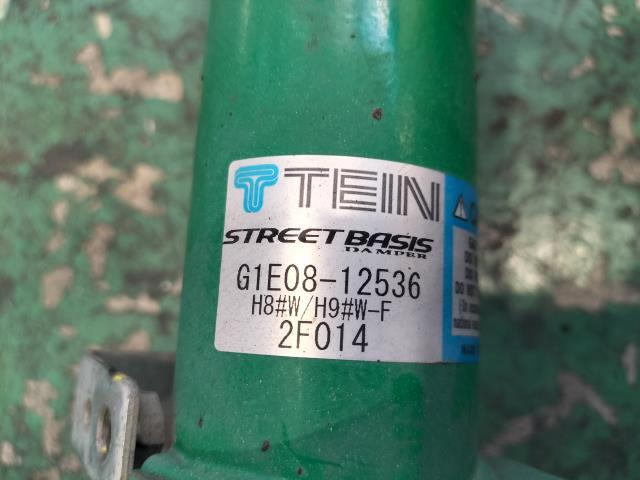 TEIN
STREET BASIS
DAMPER
G1E08-12536
H8#W/H9#W-F
2F014